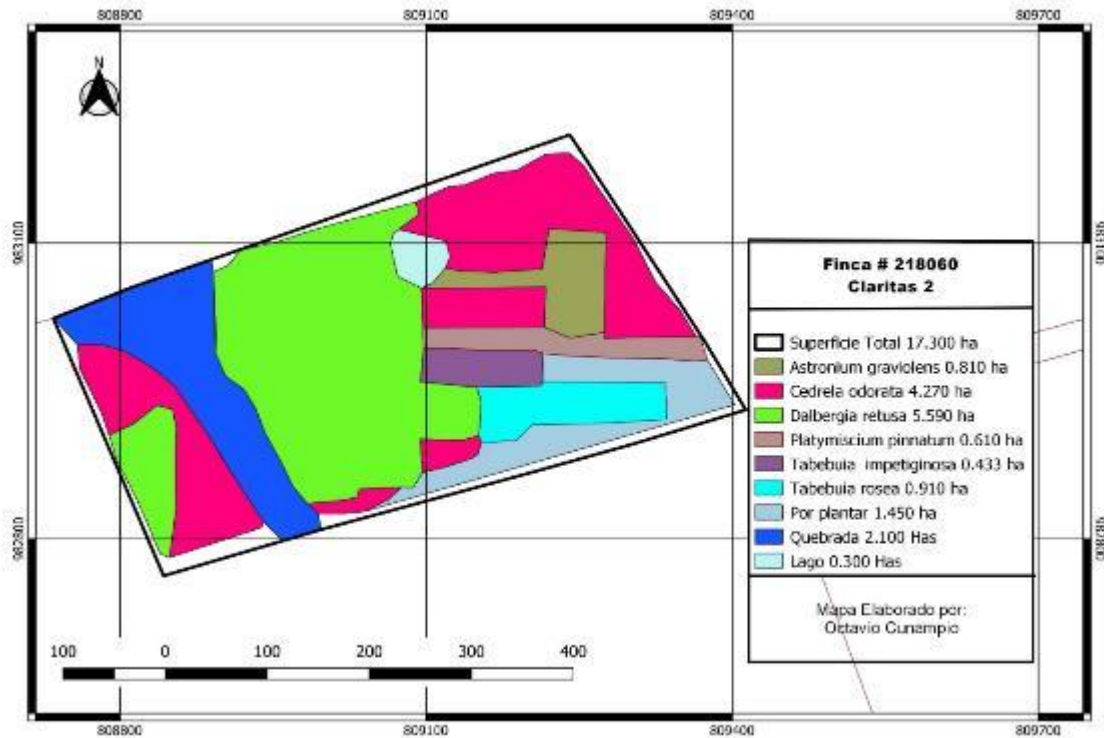 808800 809100 809400 809700
N
983100 983100
Finca # 218060
Claritas 2
Superficie Total 17.300 ha
Astronium graviolens 0.810 ha
Cedrela odorata 4.270 ha
Dalbergia retusa 5.590 ha
Platymiscium pinnatum 0.610 ha
Tabebuia impetiginosa 0.433 ha
Tabebuia rosea 0.910 ha
Por plantar 1.450 ha
Quebrada 2.100 Has
Lago 0.300 Has
982800 982800
Mapa Elaborado por:
Octavio Cunampio
100 0 100 200 300 400
808800 809100 809400 809700